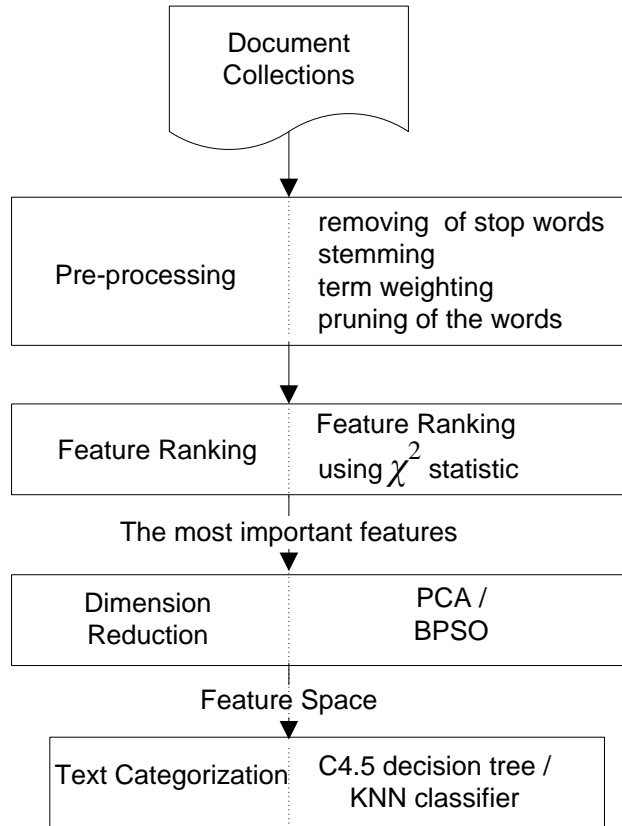 Document
Collections
Pre-processing
removing of stop words
stemming
term weighting
pruning of the words
Feature Ranking
Feature Ranking
using χ² statistic
The most important features
Dimension
Reduction
PCA /
BPSO
Feature Space
Text Categorization
C4.5 decision tree /
KNN classifier